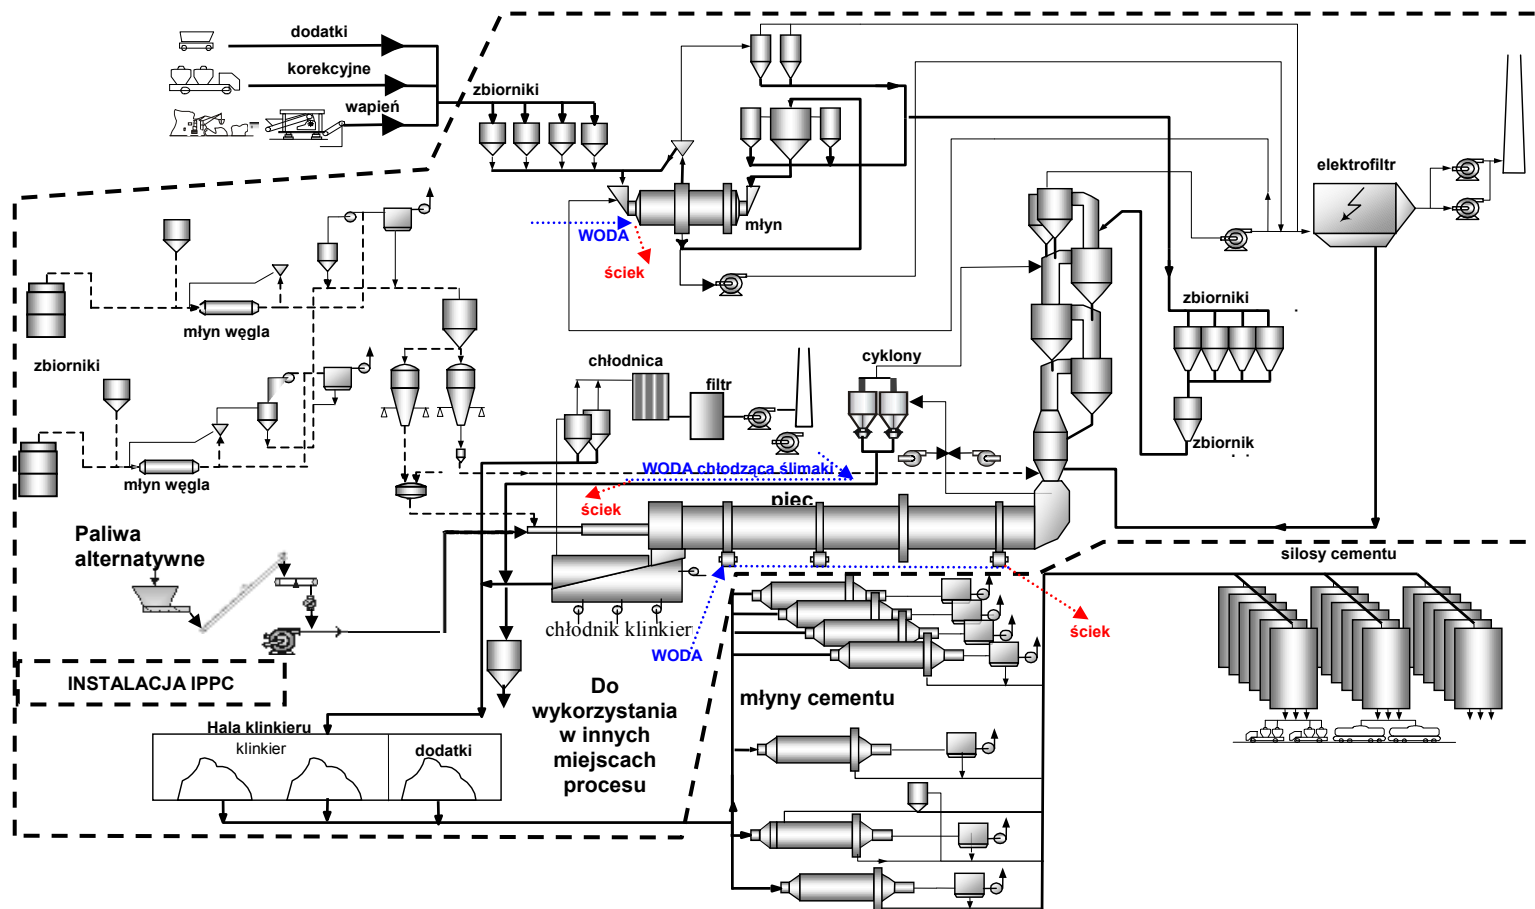 dodatki
korekcyjne
wapień
zbiorniki
młyn
WODA
ściek
elektrofiltr
młyn węgla
zbiorniki
młyn węgla
chłodnica
filtr
cyklony
zbiorniki
zbiornik
WODA chłodząca ślimaki
ściek
piec
Paliwa
alternatywne
silosy cementu
chłodnik klinkier
WODA
ściek
INSTALACJA IPPC
Do
wykorzystania
w innych
miejscach
procesu
młyny cementu
Hala klinkieru
klinkier
dodatki